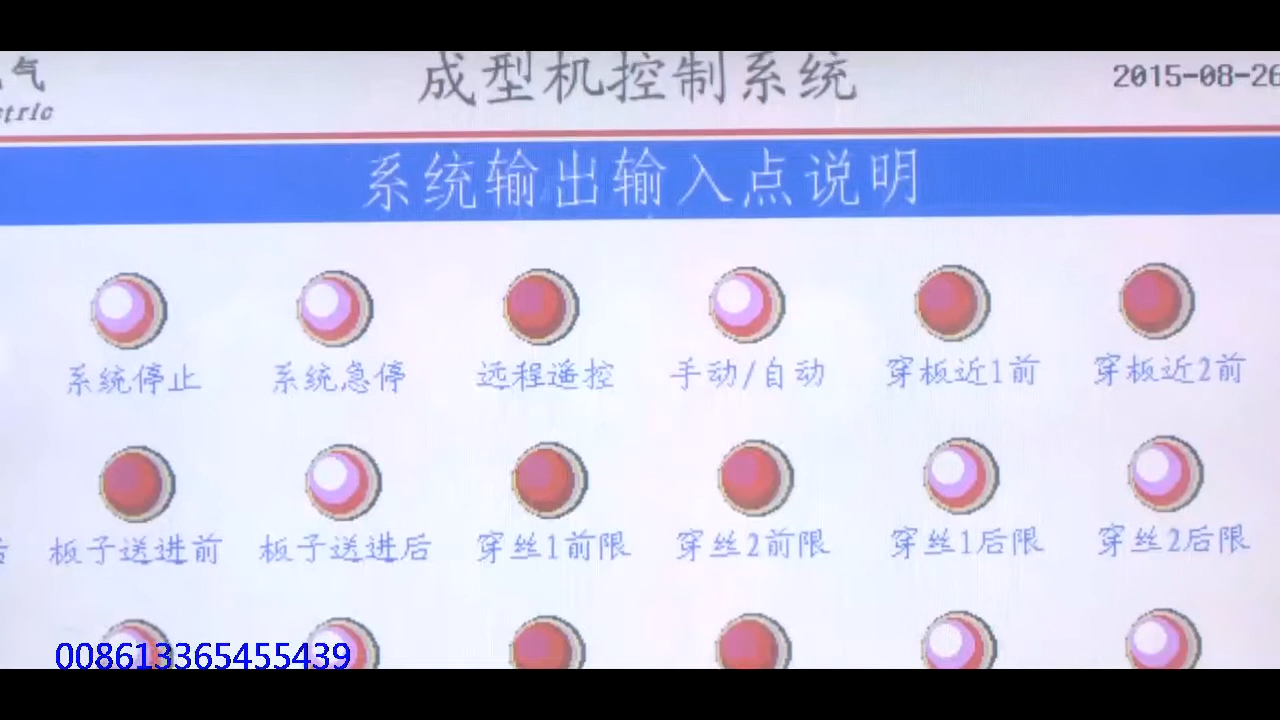 气 成型机控制系统 2015-08-26
tric
系统输出输入点说明
系统停止 系统急停 远程遥控 手动/自动 穿板近1前 穿板近2前
后 板子送进前 板子送进后 穿丝1前限 穿丝2前限 穿丝1后限 穿丝2后限
008613365455439